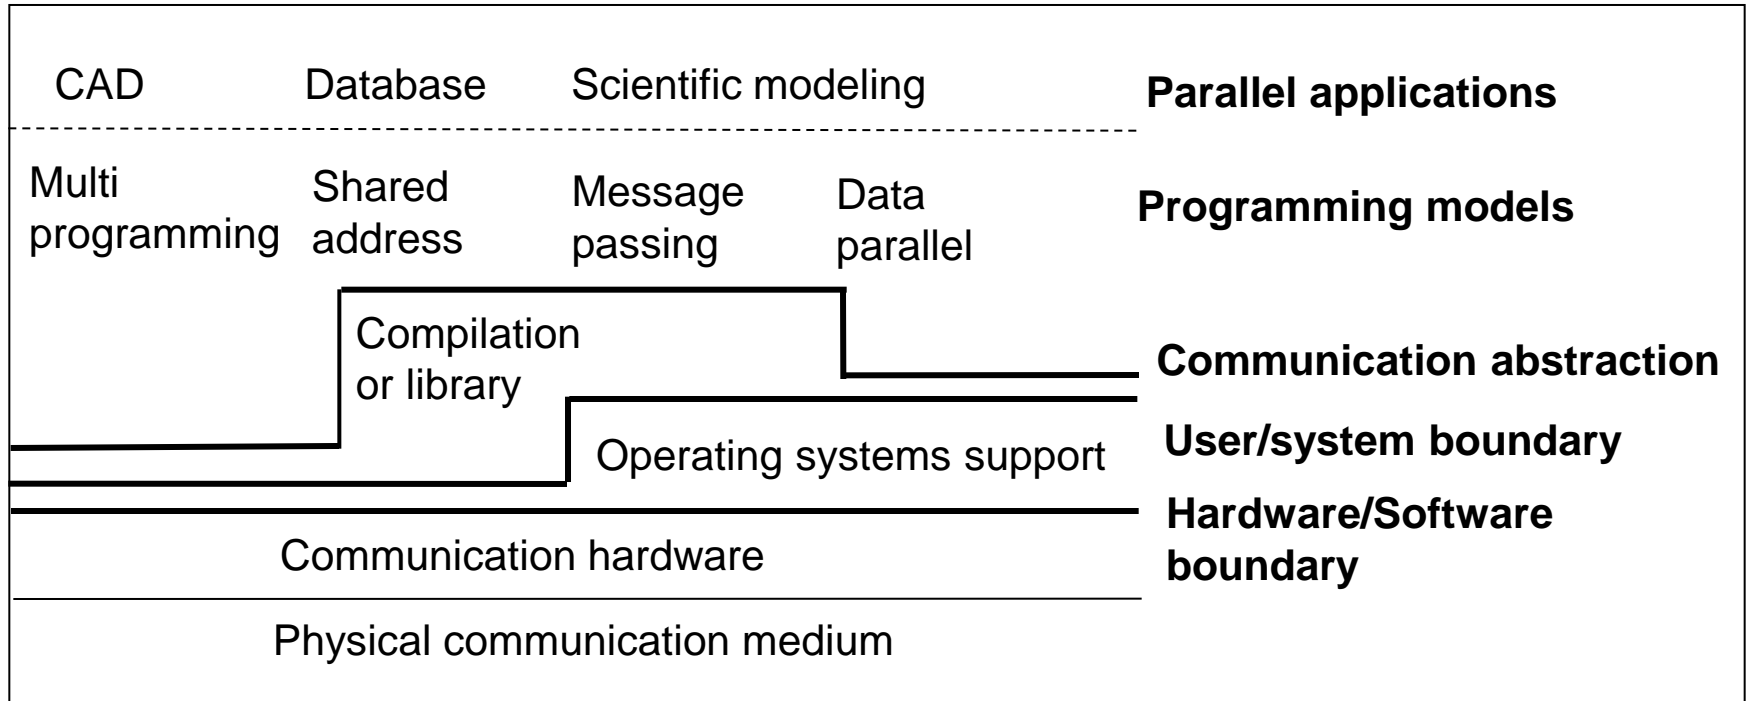 CAD Database Scientific modeling Parallel applications
Multi programming Shared address Message passing Data parallel Programming models
Compilation
or library
Communication abstraction
Operating systems support User/system boundary
Hardware/Software
boundary
Communication hardware
Physical communication medium